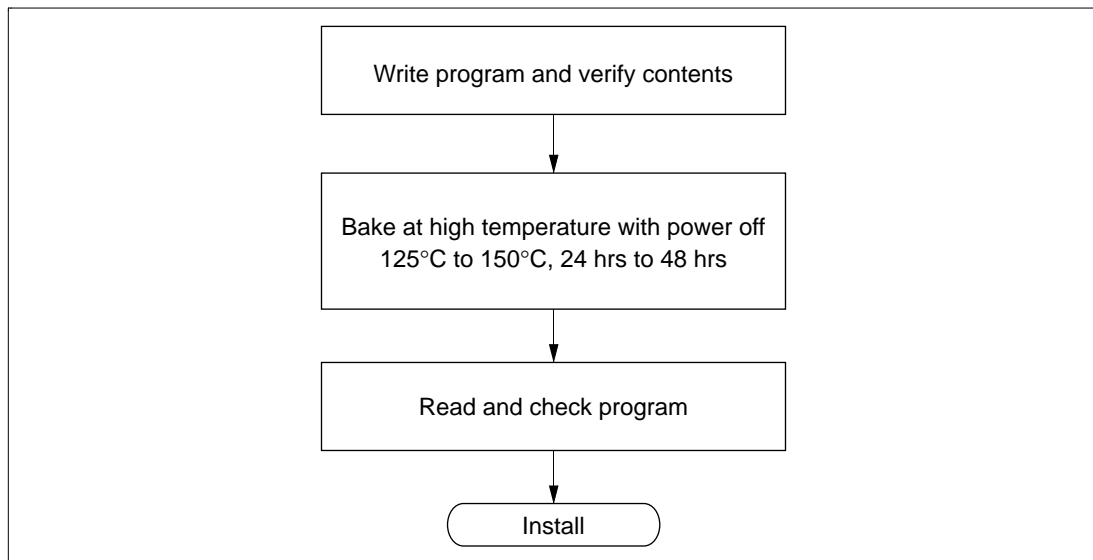 Write program and verify contents
Bake at high temperature with power off
125°C to 150°C, 24 hrs to 48 hrs
Read and check program
Install